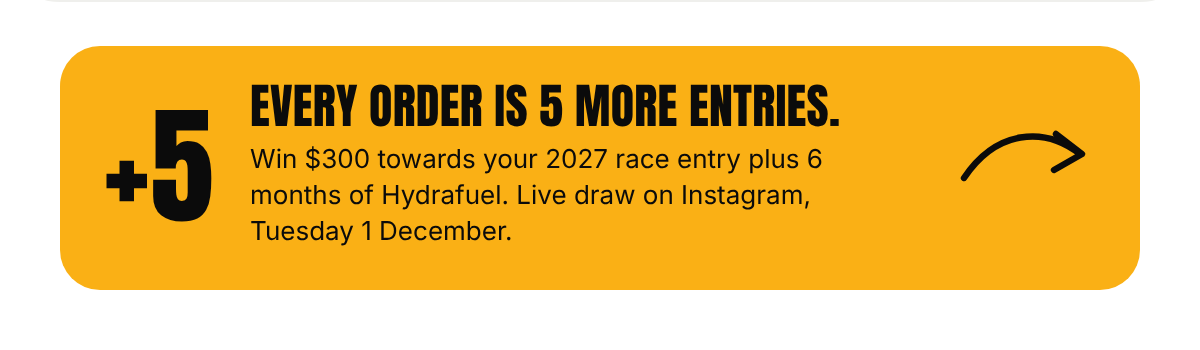 +5
EVERY ORDER IS 5 MORE ENTRIES.
Win $300 towards your 2027 race entry plus 6
months of Hydrafuel. Live draw on Instagram,
Tuesday 1 December.